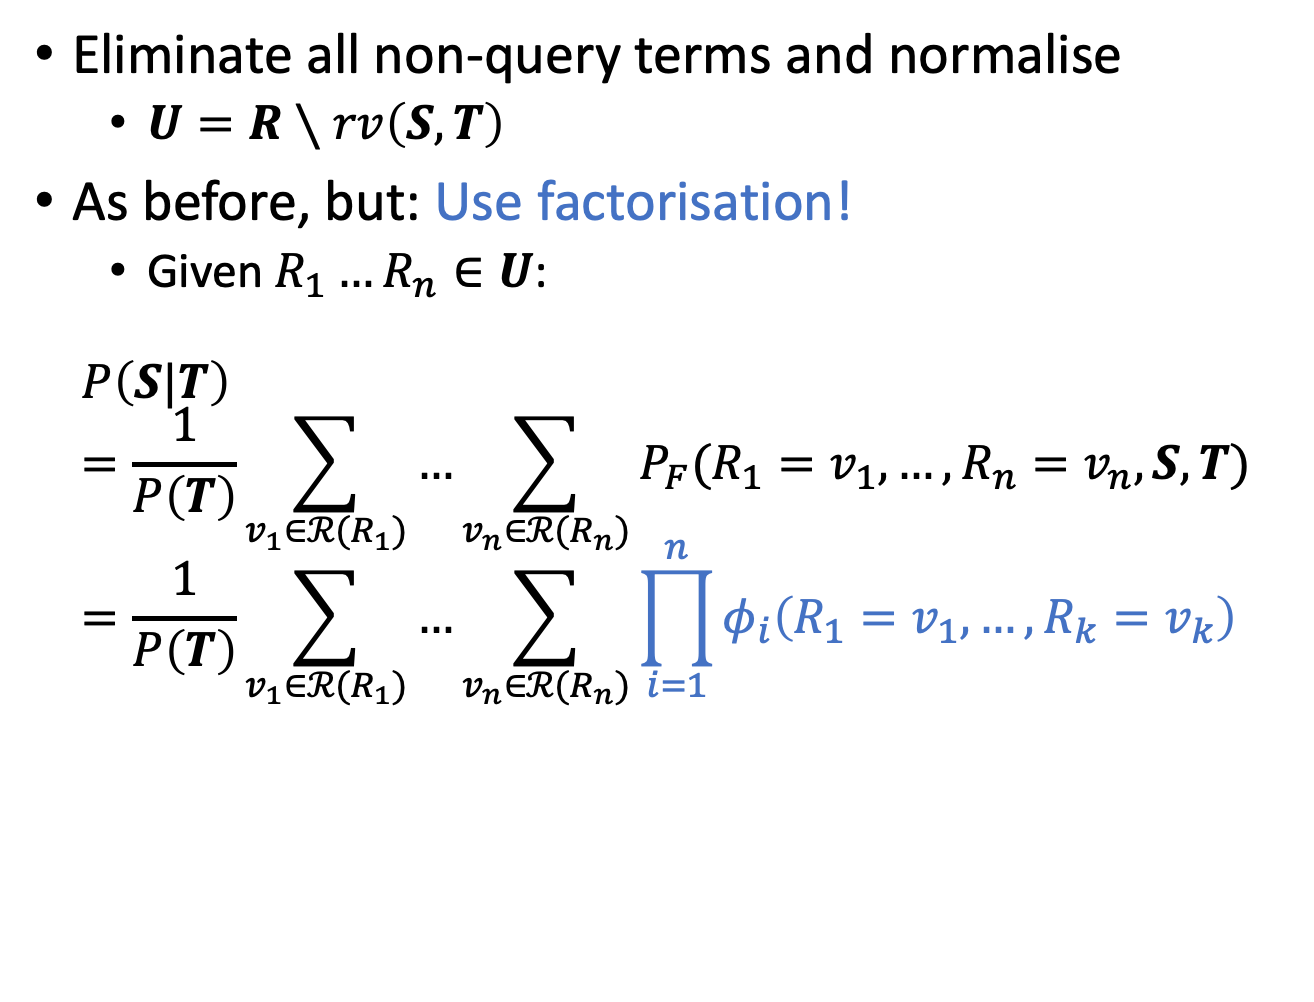 • Eliminate all non-query terms and normalise
• U = R \ rv(S, T)
• As before, but: Use factorisation!
• Given R₁ … Rₙ ∈ U:
P(S|T)
= 1/P(T) ∑_{v₁∈ℛ(R₁)} … ∑_{vₙ∈ℛ(Rₙ)} P_F(R₁ = v₁, … , Rₙ = vₙ, S, T)
= 1/P(T) ∑_{v₁∈ℛ(R₁)} … ∑_{vₙ∈ℛ(Rₙ)} ∏_{i=1}^{n} ϕᵢ(R₁ = v₁, … , Rₖ = vₖ)